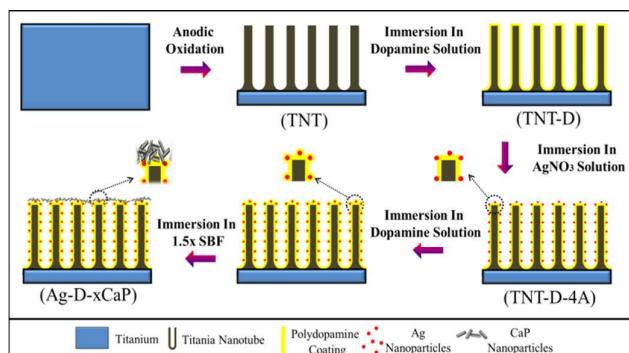 Anodic
Oxidation
Immersion In
Dopamine Solution
(TNT)
(TNT-D)
Immersion In
AgNO3 Solution
Immersion In
Dopamine Solution
Immersion In
1.5x SBF
(Ag-D-xCaP)
(TNT-D-4A)
Titanium
Titania Nanotube
Polydopamine
Coating
Ag
Nanoparticles
CaP
Nanoparticles